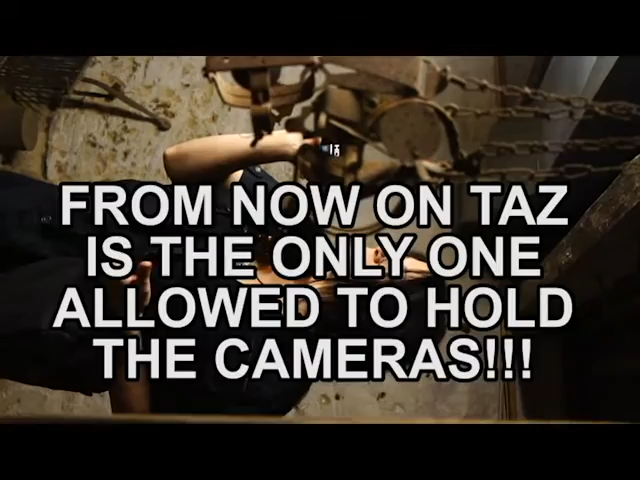 FROM NOW ON TAZ
IS THE ONLY ONE
ALLOWED TO HOLD
THE CAMERAS!!!